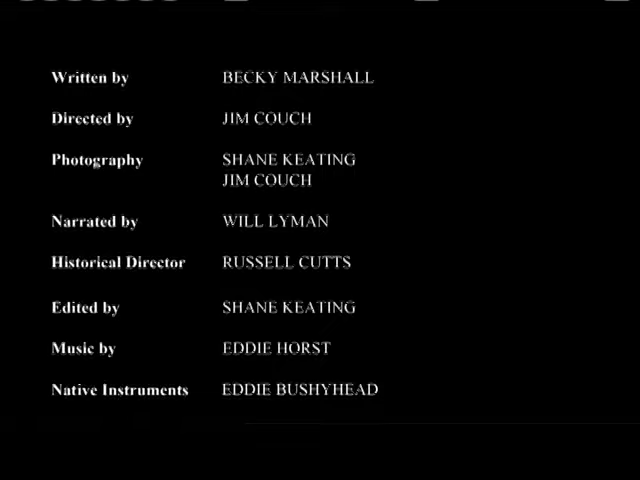 Written by BECKY MARSHALL
Directed by JIM COUCH
Photography SHANE KEATING
JIM COUCH
Narrated by WILL LYMAN
Historical Director RUSSELL CUTTS
Edited by SHANE KEATING
Music by EDDIE HORST
Native Instruments EDDIE BUSHYHEAD